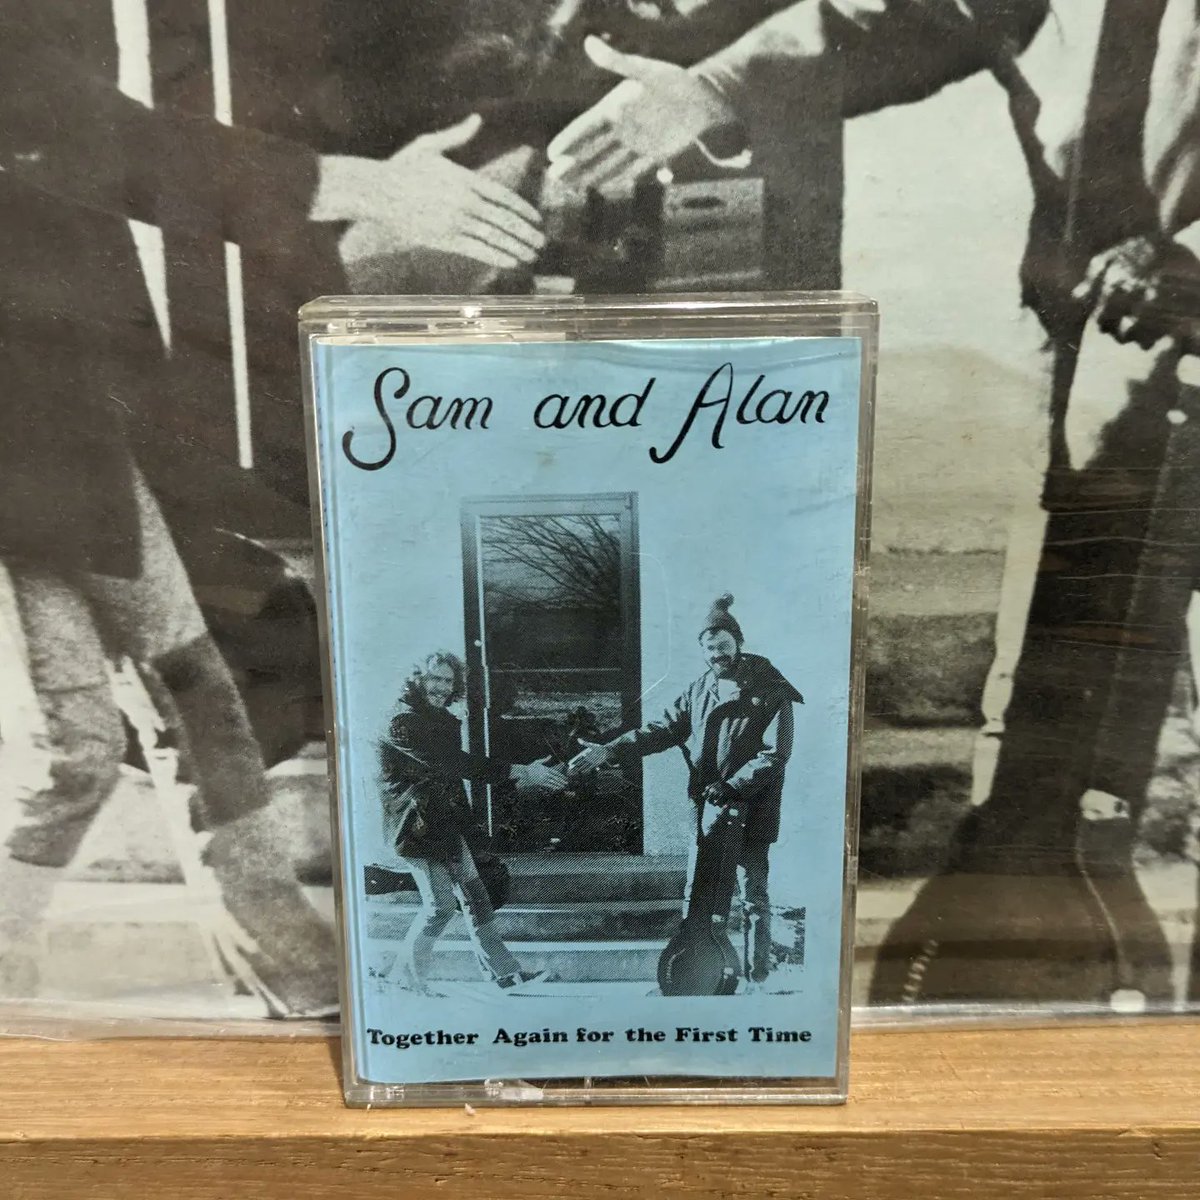 Sam and Alan
Together Again for the First Time